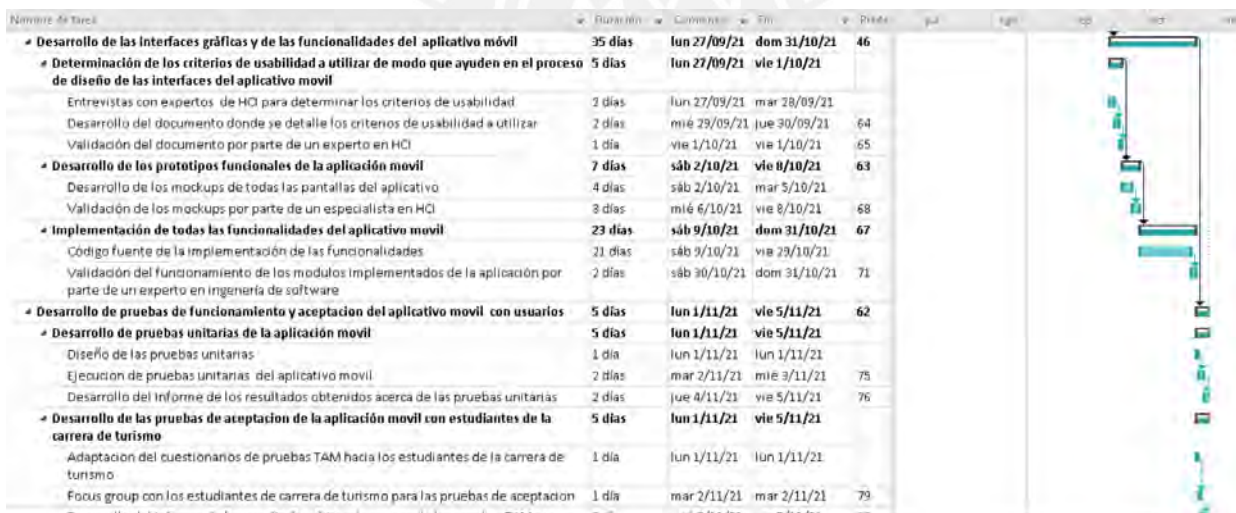 Nombre de tarea Duración Comienzo Fin Prede jul ago sep oct
Desarrollo de las interfaces gráficas y de las funcionalidades del aplicativo móvil 35 días lun 27/09/21 dom 31/10/21 46
Determinación de los criterios de usabilidad a utilizar de modo que ayuden en el proceso 5 días lun 27/09/21 vie 1/10/21
de diseño de las interfaces del aplicativo movil
Entrevistas con expertos de HCI para determinar los criterios de usabilidad 2 días lun 27/09/21 mar 28/09/21
Desarrollo del documento donde se detalle los criterios de usabilidad a utilizar 2 días mié 29/09/21 jue 30/09/21 64
Validación del documento por parte de un experto en HCI 1 día vie 1/10/21 vie 1/10/21 65
Desarrollo de los prototipos funcionales de la aplicación movil 7 días sáb 2/10/21 vie 8/10/21 63
Desarrollo de los mockups de todas las pantallas del aplicativo 4 días sáb 2/10/21 mar 5/10/21
Validación de los mockups por parte de un especialista en HCI 3 días mié 6/10/21 vie 8/10/21 68
Implementación de todas las funcionalidades del aplicativo movil 23 días sáb 9/10/21 dom 31/10/21 67
Código fuente de la implementación de las funcionalidades 21 días sáb 9/10/21 vie 29/10/21
Validación del funcionamiento de los modulos implementados de la aplicación por 2 días sáb 30/10/21 dom 31/10/21 71
parte de un experto en ingenería de software
Desarrollo de pruebas de funcionamiento y aceptacion del aplicativo movil con usuarios 5 días lun 1/11/21 vie 5/11/21 62
Desarrollo de pruebas unitarias de la aplicación movil 5 días lun 1/11/21 vie 5/11/21
Diseño de las pruebas unitarias 1 día lun 1/11/21 lun 1/11/21
Ejecucion de pruebas unitarias del aplicativo movil 2 días mar 2/11/21 mié 3/11/21 75
Desarrollo del Informe de los resultados obtenidos acerca de las pruebas unitarias 2 días jue 4/11/21 vie 5/11/21 76
Desarrollo de las pruebas de aceptacion de la aplicación movil con estudiantes de la 5 días lun 1/11/21 vie 5/11/21
carrera de turismo
Adaptacion del cuestionarios de pruebas TAM hacia los estudiantes de la carrera de 1 día lun 1/11/21 lun 1/11/21
turismo
Focus group con los estudiantes de carrera de turismo para las pruebas de aceptacion 1 día mar 2/11/21 mar 2/11/21 79